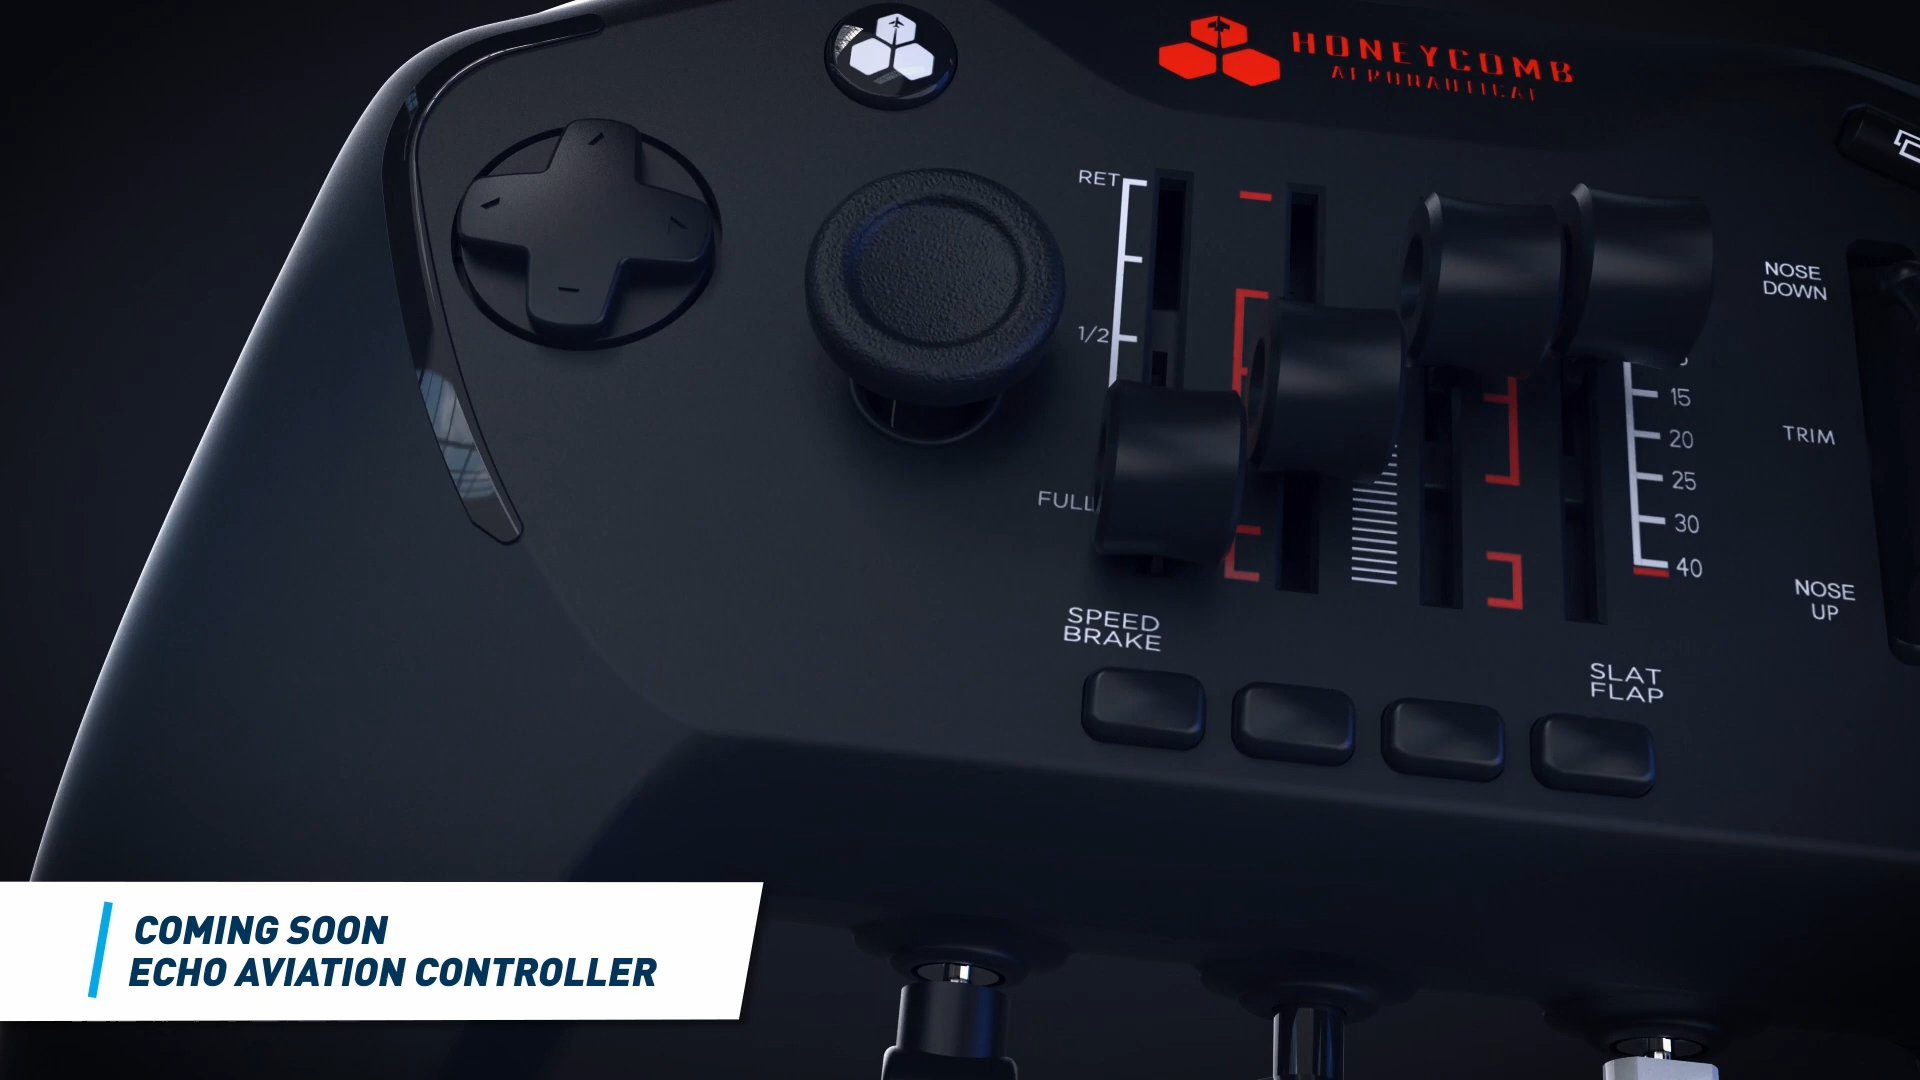 HONEYCOMB
AERONAUTICAL
RET
1/2
FULL
15
20
25
30
40
NOSE
DOWN
TRIM
NOSE
UP
SPEED
BRAKE
SLAT
FLAP
COMING SOON
ECHO AVIATION CONTROLLER